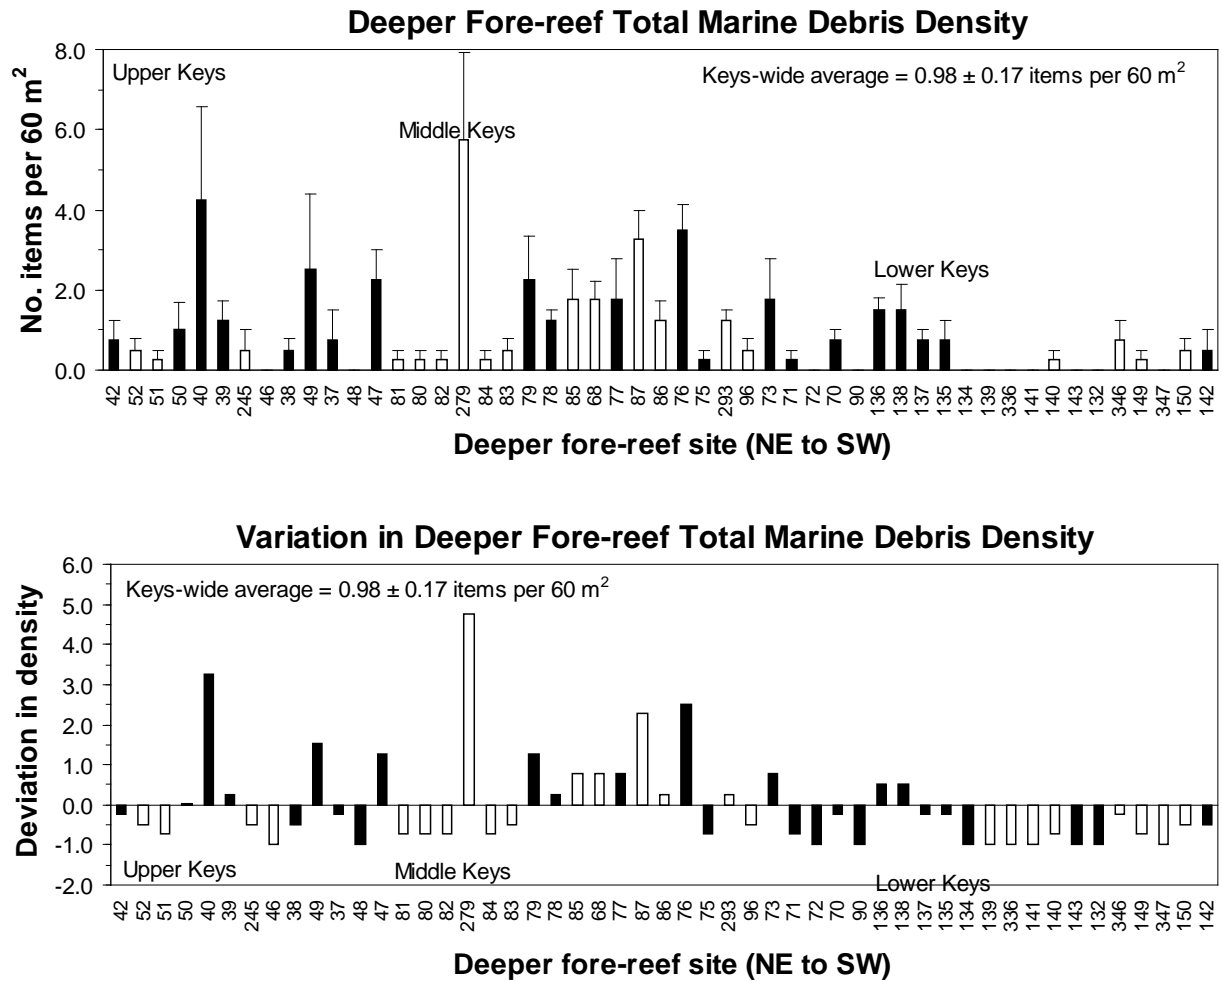 Deeper Fore-reef Total Marine Debris Density
No. items per 60 m²
8.0
6.0
4.0
2.0
0.0
Upper Keys
Keys-wide average = 0.98 ± 0.17 items per 60 m²
Middle Keys
Lower Keys
42 52 51 50 40 39 245 46 38 49 37 48 47 81 80 82 279 84 83 79 78 85 68 77 87 86 76 75 293 96 73 71 72 70 90 136 138 137 135 134 139 336 141 140 143 132 346 149 347 150 142
Deeper fore-reef site (NE to SW)
Variation in Deeper Fore-reef Total Marine Debris Density
Deviation in density
6.0
5.0
4.0
3.0
2.0
1.0
0.0
-1.0
-2.0
Keys-wide average = 0.98 ± 0.17 items per 60 m²
Upper Keys
Middle Keys
Lower Keys
42 52 51 50 40 39 245 46 38 49 37 48 47 81 80 82 279 84 83 79 78 85 68 77 87 86 76 75 293 96 73 71 72 70 90 136 138 137 135 134 139 336 141 140 143 132 346 149 347 150 142
Deeper fore-reef site (NE to SW)